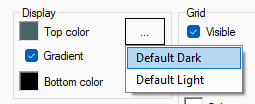 Display
Top color
...
Gradient
Bottom color
Default Dark
Default Light
Grid
Visible